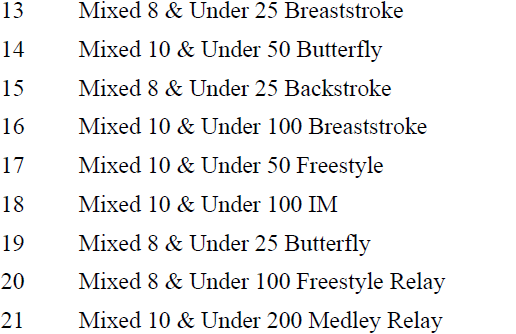 13 Mixed 8 & Under 25 Breaststroke
14 Mixed 10 & Under 50 Butterfly
15 Mixed 8 & Under 25 Backstroke
16 Mixed 10 & Under 100 Breaststroke
17 Mixed 10 & Under 50 Freestyle
18 Mixed 10 & Under 100 IM
19 Mixed 8 & Under 25 Butterfly
20 Mixed 8 & Under 100 Freestyle Relay
21 Mixed 10 & Under 200 Medley Relay